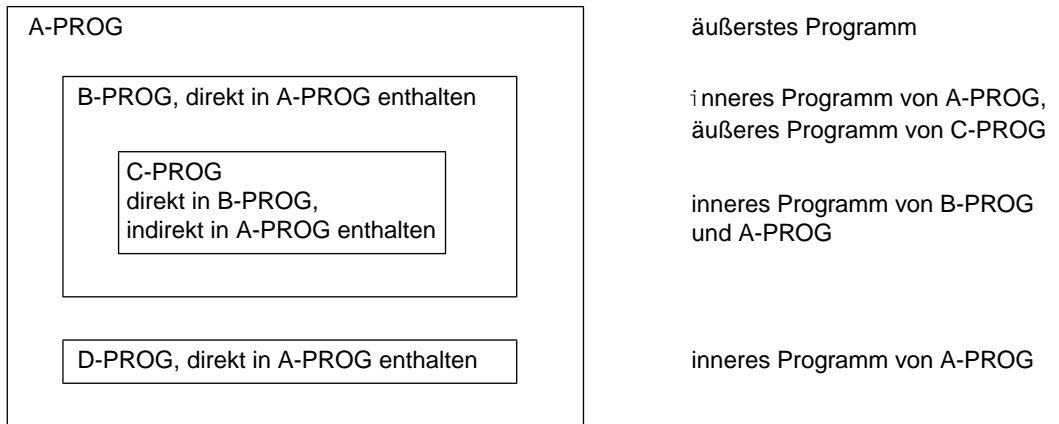 A-PROG
äußerstes Programm
B-PROG, direkt in A-PROG enthalten
inneres Programm von A-PROG,
äußeres Programm von C-PROG
C-PROG
direkt in B-PROG,
indirekt in A-PROG enthalten
inneres Programm von B-PROG
und A-PROG
D-PROG, direkt in A-PROG enthalten
inneres Programm von A-PROG